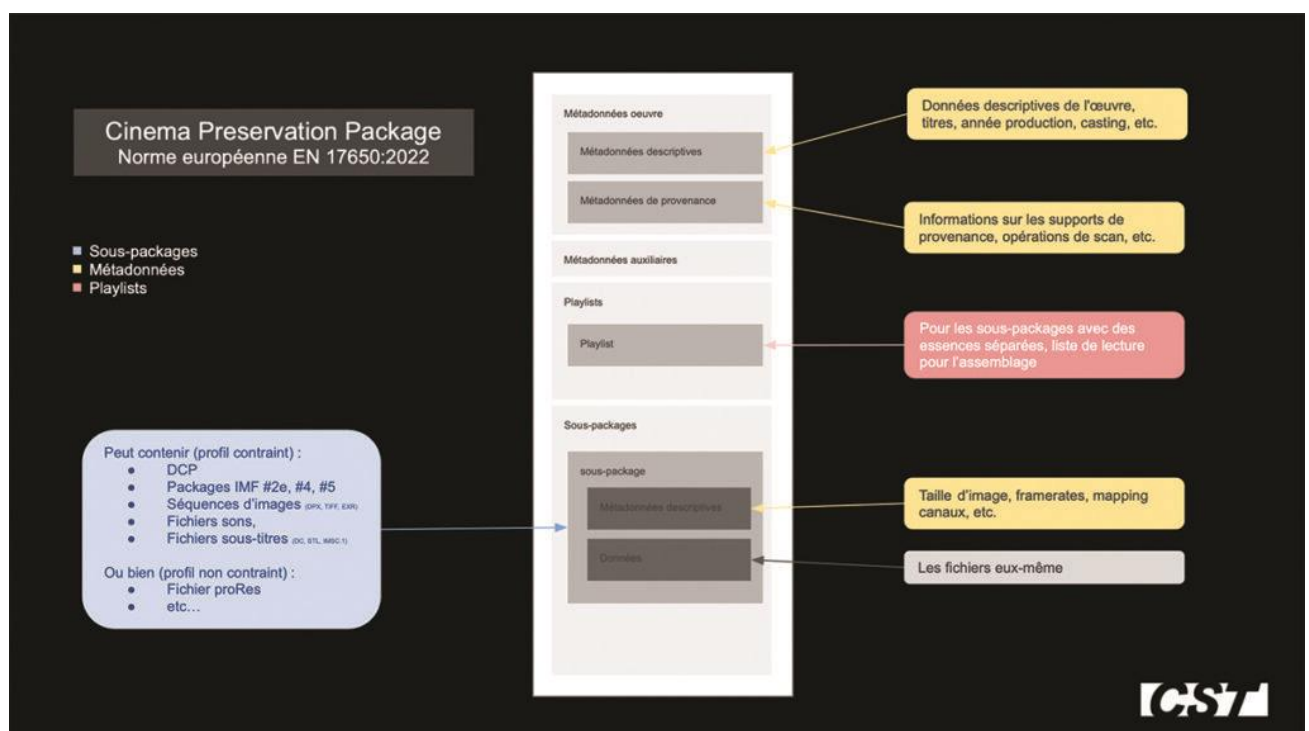 Cinema Preservation Package
Norme européenne EN 17650:2022
Sous-packages
Métadonnées
Playlists
Métadonnées oeuvre
Métadonnées descriptives
Métadonnées de provenance
Métadonnées auxiliaires
Playlists
Playlist
Sous-packages
sous-package
Métadonnées descriptives
Données
Données descriptives de l'œuvre,
titres, année production, casting, etc.
Informations sur les supports de
provenance, opérations de scan, etc.
Pour les sous-packages avec des
essences séparées, liste de lecture
pour l'assemblage
Taille d'image, framerates, mapping
canaux, etc.
Les fichiers eux-même
Peut contenir (profil contraint) :
● DCP
● Packages IMF #2e, #4, #5
● Séquences d'images (DPX, TIFF, EXR)
● Fichiers sons,
● Fichiers sous-titres (DC, STL, IMSC.1)
Ou bien (profil non contraint) :
● Fichier proRes
● etc…
CST